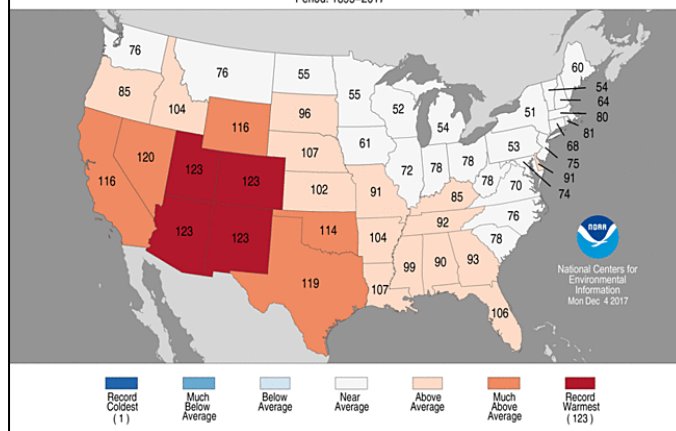 Period: 1895–2017
76
76
55
55
60
54
64
80
81
68
75
91
74
85
104
116
96
52
54
51
61
53
116
120
123
123
107
72
78
78
78
70
102
91
85
76
123
123
114
104
92
78
119
107
99
90
93
106
NOAA
National Centers for
Environmental
Information
Mon Dec 4 2017
Record
Coldest
(1)
Much
Below
Average
Below
Average
Near
Average
Above
Average
Much
Above
Average
Record
Warmest
(123)